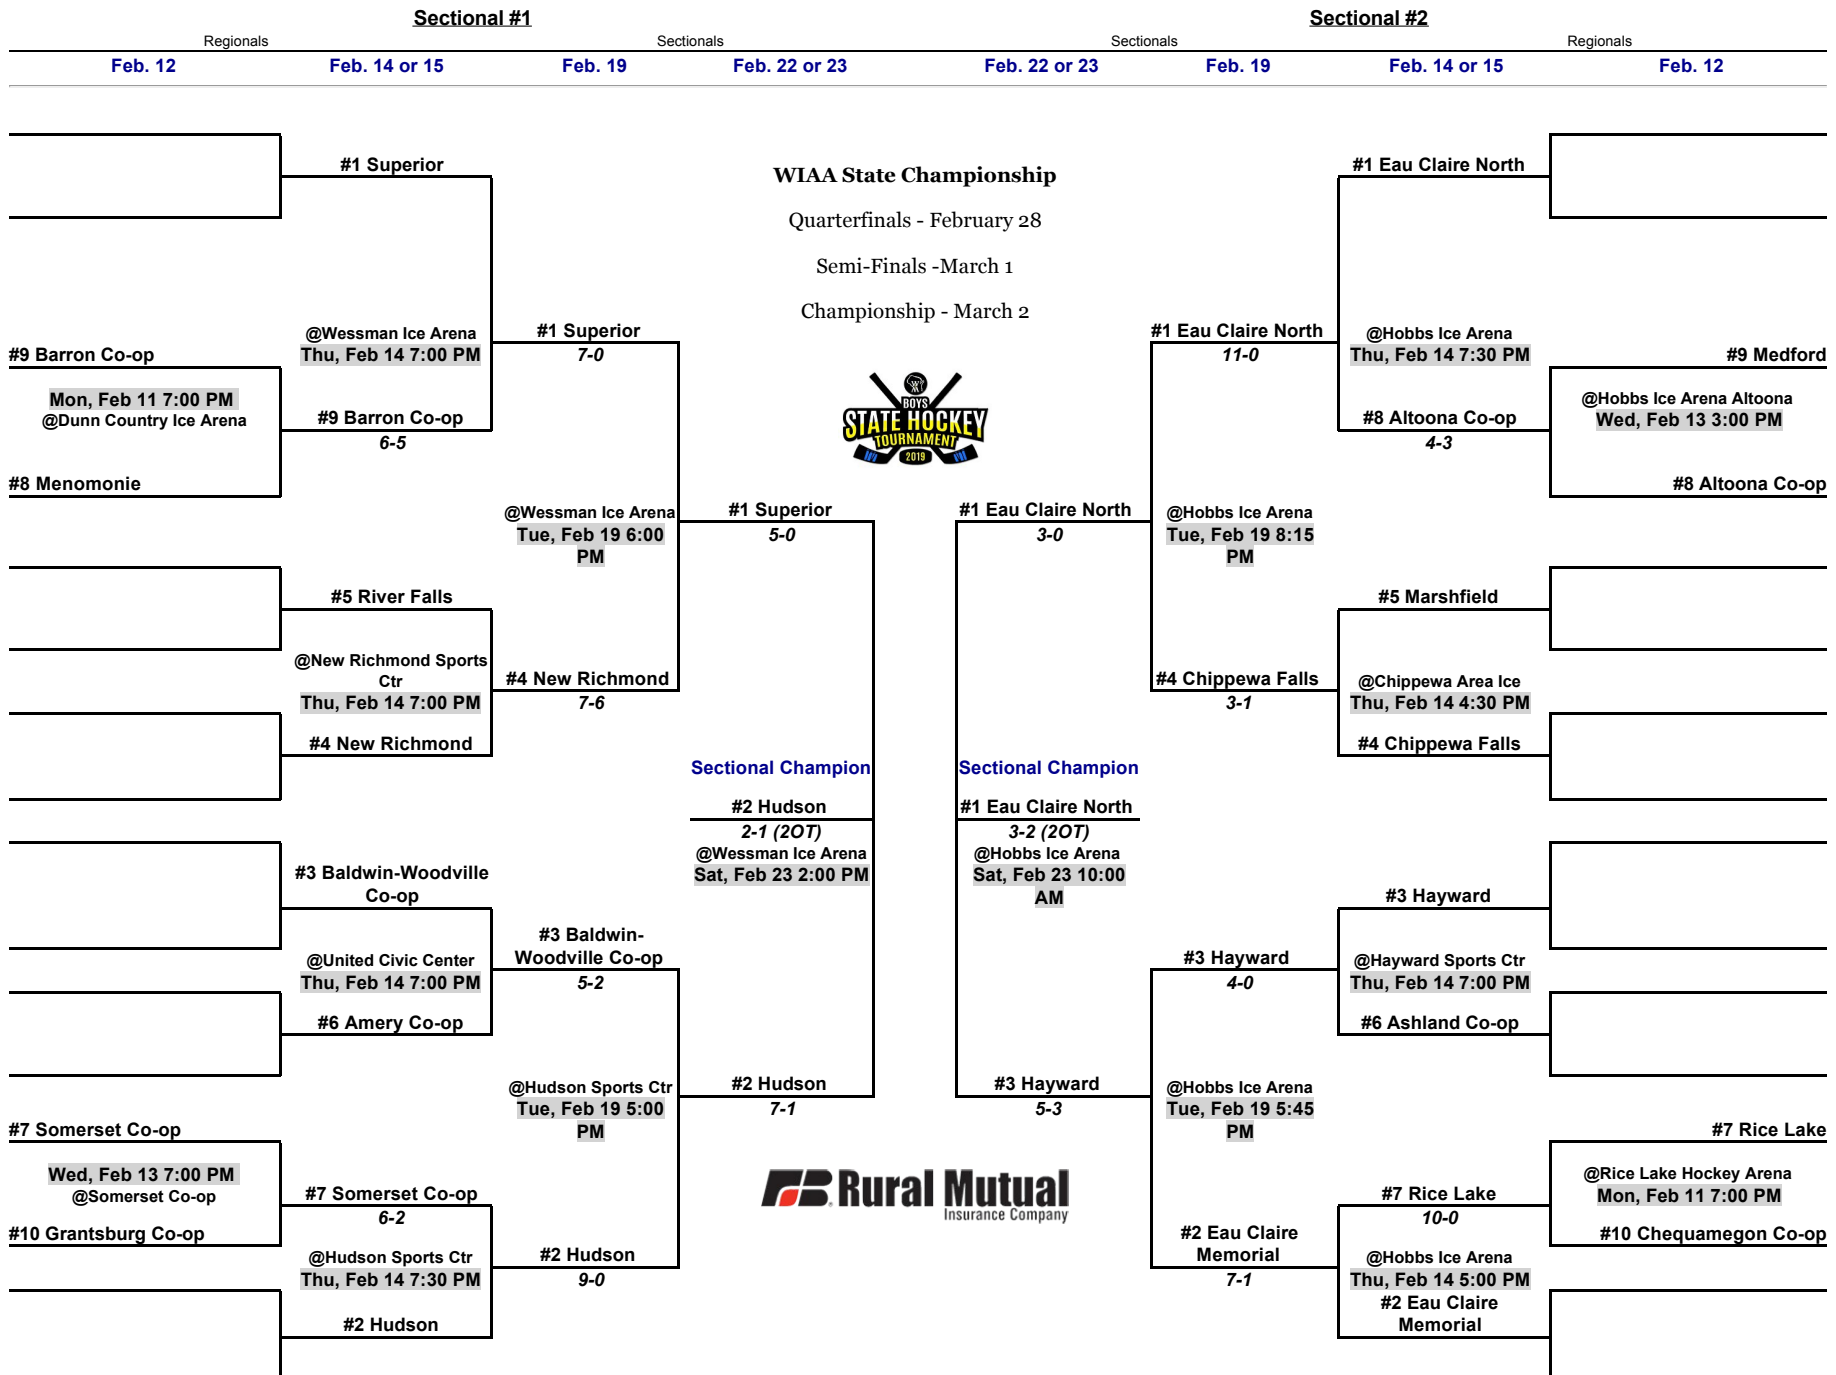 Sectional #1
Sectional #2
Regionals
Sectionals
Sectionals
Regionals
Feb. 12
Feb. 14 or 15
Feb. 19
Feb. 22 or 23
Feb. 22 or 23
Feb. 19
Feb. 14 or 15
Feb. 12
#1 Superior
@Wessman Ice Arena
Thu, Feb 14 7:00 PM
#9 Barron Co-op
Mon, Feb 11 7:00 PM
@Dunn Country Ice Arena
#8 Menomonie
#9 Barron Co-op
6-5
#1 Superior
7-0
@Wessman Ice Arena
Tue, Feb 19 6:00
PM
#5 River Falls
@New Richmond Sports
Ctr
Thu, Feb 14 7:00 PM
#4 New Richmond
#4 New Richmond
7-6
#1 Superior
5-0
Sectional Champion
#2 Hudson
2-1 (2OT)
@Wessman Ice Arena
Sat, Feb 23 2:00 PM
#3 Baldwin-Woodville
Co-op
@United Civic Center
Thu, Feb 14 7:00 PM
#6 Amery Co-op
#3 Baldwin-
Woodville Co-op
5-2
@Hudson Sports Ctr
Tue, Feb 19 5:00
PM
#2 Hudson
7-1
#7 Somerset Co-op
Wed, Feb 13 7:00 PM
@Somerset Co-op
#10 Grantsburg Co-op
#7 Somerset Co-op
6-2
@Hudson Sports Ctr
Thu, Feb 14 7:30 PM
#2 Hudson
#2 Hudson
9-0
WIAA State Championship
Quarterfinals - February 28
Semi-Finals -March 1
Championship - March 2
BOYS
STATE HOCKEY
TOURNAMENT
2019
#1 Eau Claire North
@Hobbs Ice Arena
Thu, Feb 14 7:30 PM
#9 Medford
@Hobbs Ice Arena Altoona
Wed, Feb 13 3:00 PM
#8 Altoona Co-op
#8 Altoona Co-op
4-3
#1 Eau Claire North
11-0
@Hobbs Ice Arena
Tue, Feb 19 8:15
PM
#5 Marshfield
@Chippewa Area Ice
Thu, Feb 14 4:30 PM
#4 Chippewa Falls
#4 Chippewa Falls
3-1
#1 Eau Claire North
3-0
Sectional Champion
#1 Eau Claire North
3-2 (2OT)
@Hobbs Ice Arena
Sat, Feb 23 10:00
AM
#3 Hayward
@Hayward Sports Ctr
Thu, Feb 14 7:00 PM
#6 Ashland Co-op
#3 Hayward
4-0
@Hobbs Ice Arena
Tue, Feb 19 5:45
PM
#3 Hayward
5-3
#7 Rice Lake
@Rice Lake Hockey Arena
Mon, Feb 11 7:00 PM
#10 Chequamegon Co-op
#7 Rice Lake
10-0
@Hobbs Ice Arena
Thu, Feb 14 5:00 PM
#2 Eau Claire
Memorial
#2 Eau Claire
Memorial
7-1
FB Rural Mutual
Insurance Company